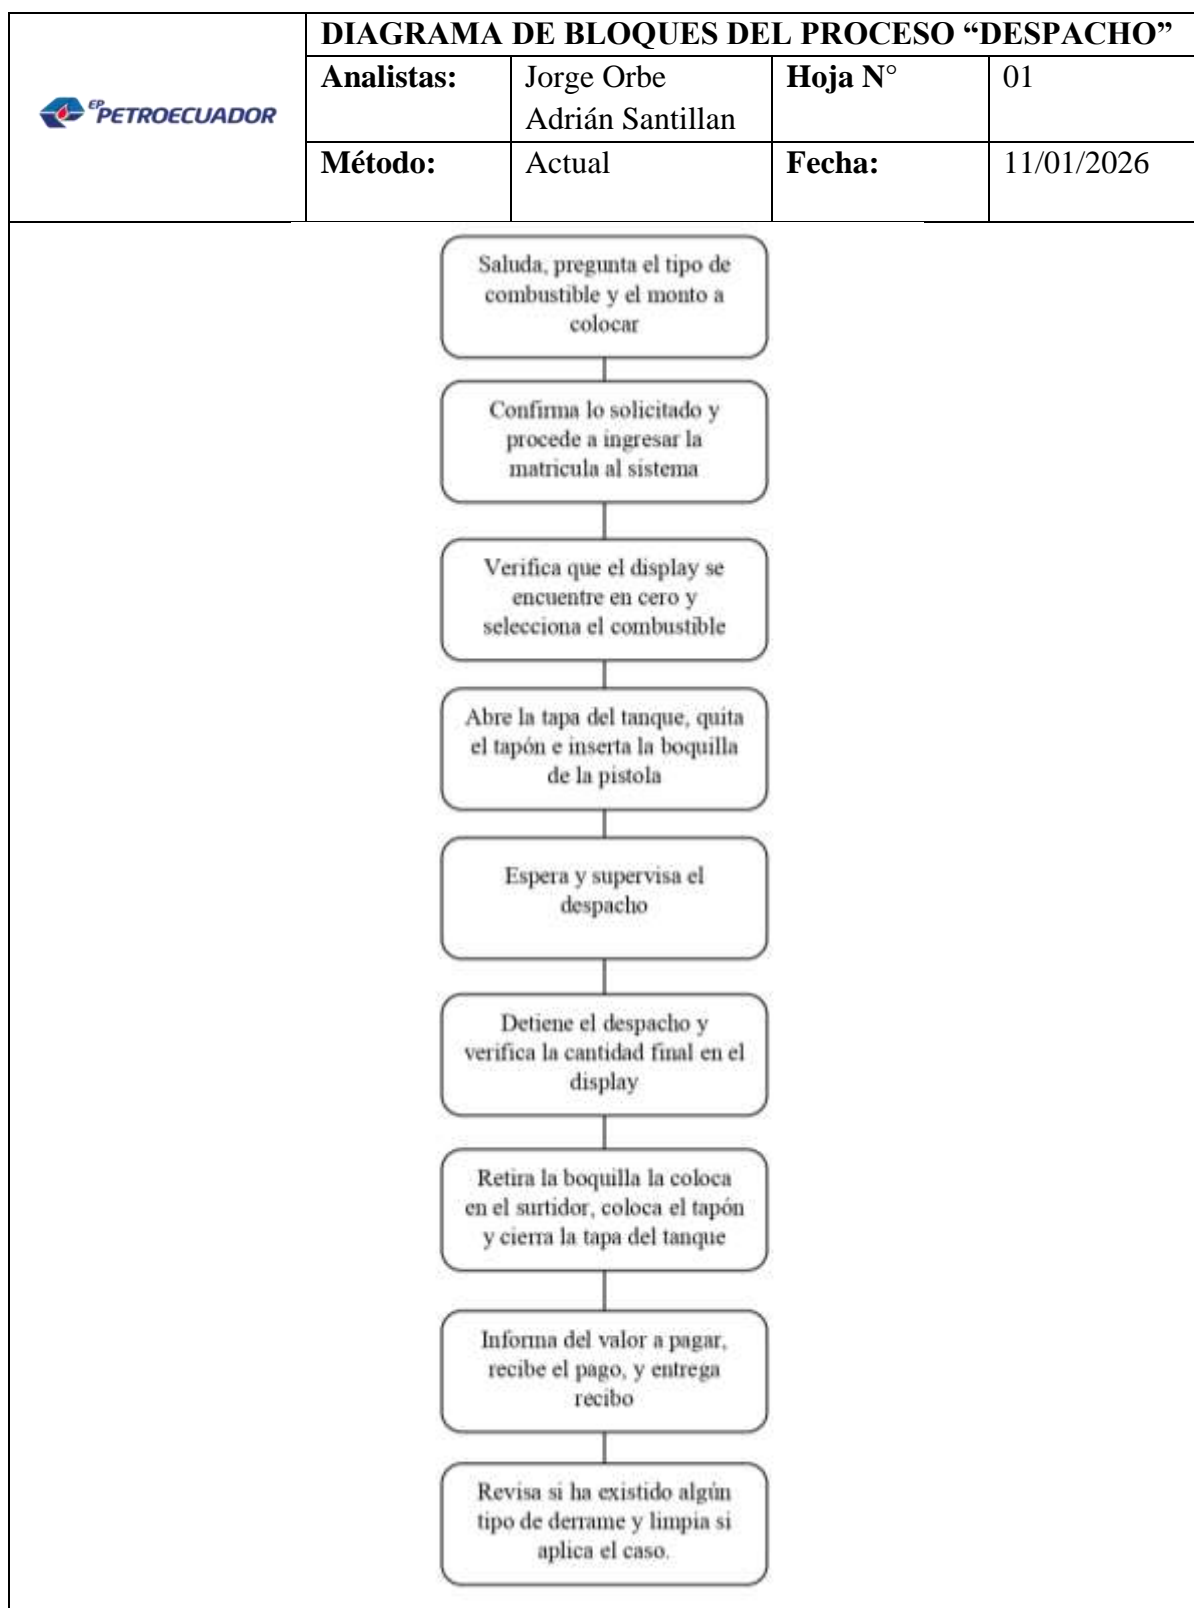 EP PETROECUADOR
DIAGRAMA DE BLOQUES DEL PROCESO “DESPACHO”
Analistas:
Jorge Orbe
Adrián Santillan
Hoja N°
01
Método:
Actual
Fecha:
11/01/2026
Saluda, pregunta el tipo de
combustible y el monto a
colocar
Confirma lo solicitado y
procede a ingresar la
matricula al sistema
Verifica que el display se
encuentre en cero y
selecciona el combustible
Abre la tapa del tanque, quita
el tapón e inserta la boquilla
de la pistola
Espera y supervisa el
despacho
Detiene el despacho y
verifica la cantidad final en el
display
Retira la boquilla la coloca
en el surtidor, coloca el tapón
y cierra la tapa del tanque
Informa del valor a pagar,
recibe el pago, y entrega
recibo
Revisa si ha existido algún
tipo de derrame y limpia si
aplica el caso.